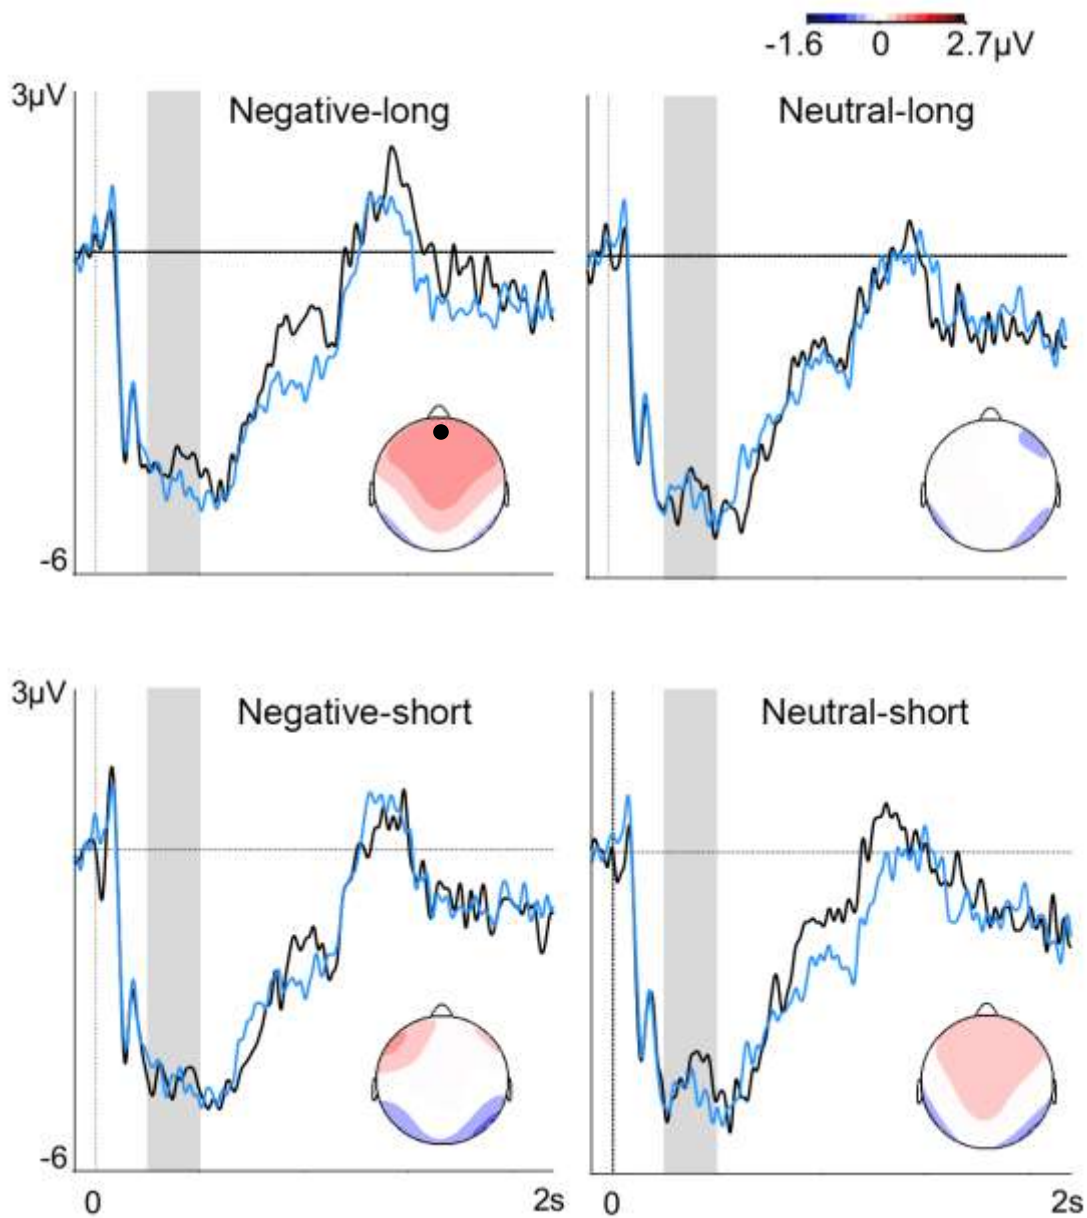 -1.6 0 2.7µV
3µV
Negative-long
Neutral-long
-6
3µV
Negative-short
Neutral-short
-6
0 2s
0 2s